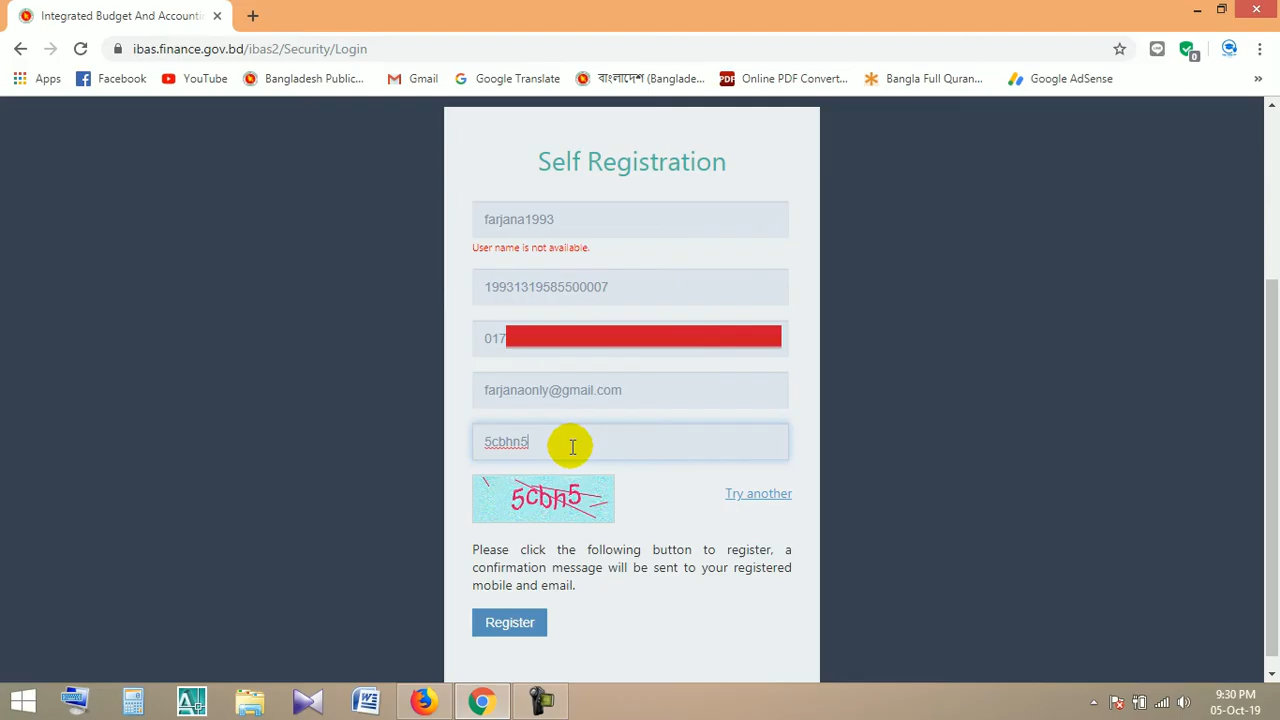 Integrated Budget And Accountin
ibas.finance.gov.bd/ibas2/Security/Login
Apps
Facebook
YouTube
Bangladesh Public...
Gmail
Google Translate
বাংলাদেশ (Banglade...
Online PDF Convert...
Bangla Full Quran...
Google AdSense
»
0
Self Registration
farjana1993
User name is not available.
19931319585500007
017
farjanaonly@gmail.com
5cbhn5
5cbhn5
Try another
Please click the following button to register, a
confirmation message will be sent to your registered
mobile and email.
Register
9:30 PM
05-Oct-19